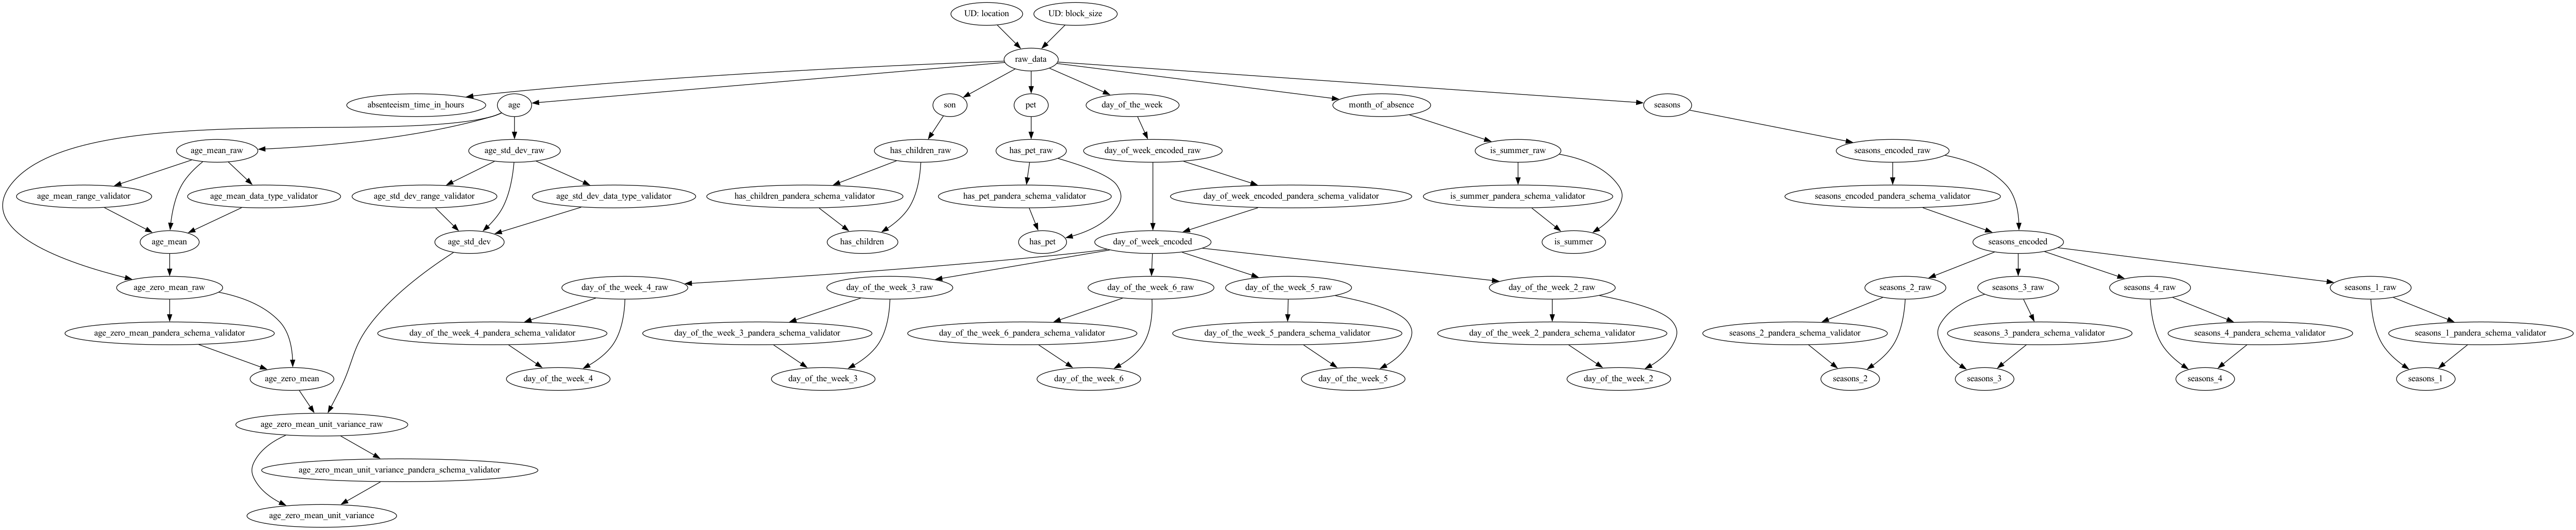 UD: location
UD: block_size
raw_data
absenteeism_time_in_hours
age
son
pet
day_of_the_week
month_of_absence
seasons
age_mean_raw
age_std_dev_raw
has_children_raw
has_pet_raw
day_of_week_encoded_raw
is_summer_raw
seasons_encoded_raw
age_mean_range_validator
age_mean_data_type_validator
age_std_dev_range_validator
age_std_dev_data_type_validator
has_children_pandera_schema_validator
has_pet_pandera_schema_validator
day_of_week_encoded_pandera_schema_validator
is_summer_pandera_schema_validator
seasons_encoded_pandera_schema_validator
age_mean
age_std_dev
has_children
has_pet
day_of_week_encoded
is_summer
seasons_encoded
age_zero_mean_raw
day_of_the_week_4_raw
day_of_the_week_3_raw
day_of_the_week_6_raw
day_of_the_week_5_raw
day_of_the_week_2_raw
seasons_2_raw
seasons_3_raw
seasons_4_raw
seasons_1_raw
age_zero_mean_pandera_schema_validator
day_of_the_week_4_pandera_schema_validator
day_of_the_week_3_pandera_schema_validator
day_of_the_week_6_pandera_schema_validator
day_of_the_week_5_pandera_schema_validator
day_of_the_week_2_pandera_schema_validator
seasons_2_pandera_schema_validator
seasons_3_pandera_schema_validator
seasons_4_pandera_schema_validator
seasons_1_pandera_schema_validator
age_zero_mean
day_of_the_week_4
day_of_the_week_3
day_of_the_week_6
day_of_the_week_5
day_of_the_week_2
seasons_2
seasons_3
seasons_4
seasons_1
age_zero_mean_unit_variance_raw
age_zero_mean_unit_variance_pandera_schema_validator
age_zero_mean_unit_variance